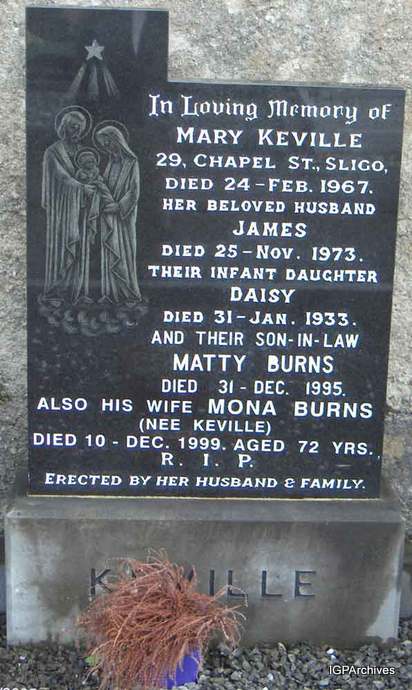 In Loving Memory of
MARY KEVILLE
29, CHAPEL ST., SLIGO,
DIED 24 - FEB. 1967.
HER BELOVED HUSBAND
JAMES
DIED 25 - NOV. 1973.
THEIR INFANT DAUGHTER
DAISY
DIED 31 - JAN. 1933.
AND THEIR SON-IN-LAW
MATTY BURNS
DIED 31 - DEC. 1995.
ALSO HIS WIFE MONA BURNS
(NEE KEVILLE)
DIED 10 - DEC. 1999. AGED 72 YRS.
R. I. P.
ERECTED BY HER HUSBAND & FAMILY.
KEVILLE
IGPArchives